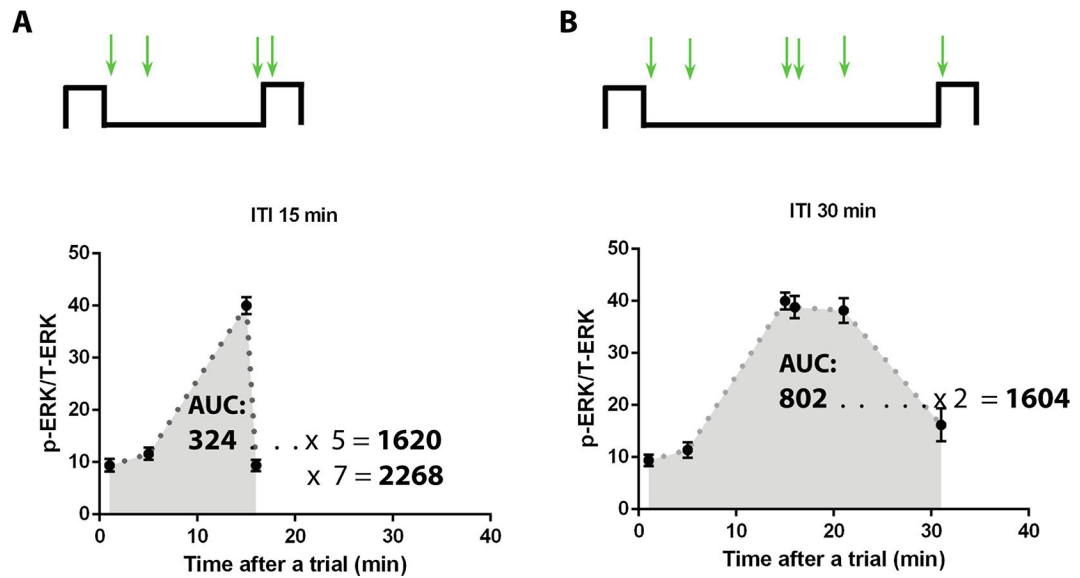 A
ITI 15 min
p-ERK/T-ERK
50
40
30
20
10
0
AUC:
324 . . . x 5 = 1620
x 7 = 2268
0 10 20 30 40
Time after a trial (min)
B
ITI 30 min
p-ERK/T-ERK
50
40
30
20
10
0
AUC:
802 . . . . . . x 2 = 1604
0 10 20 30 40
Time after a trial (min)